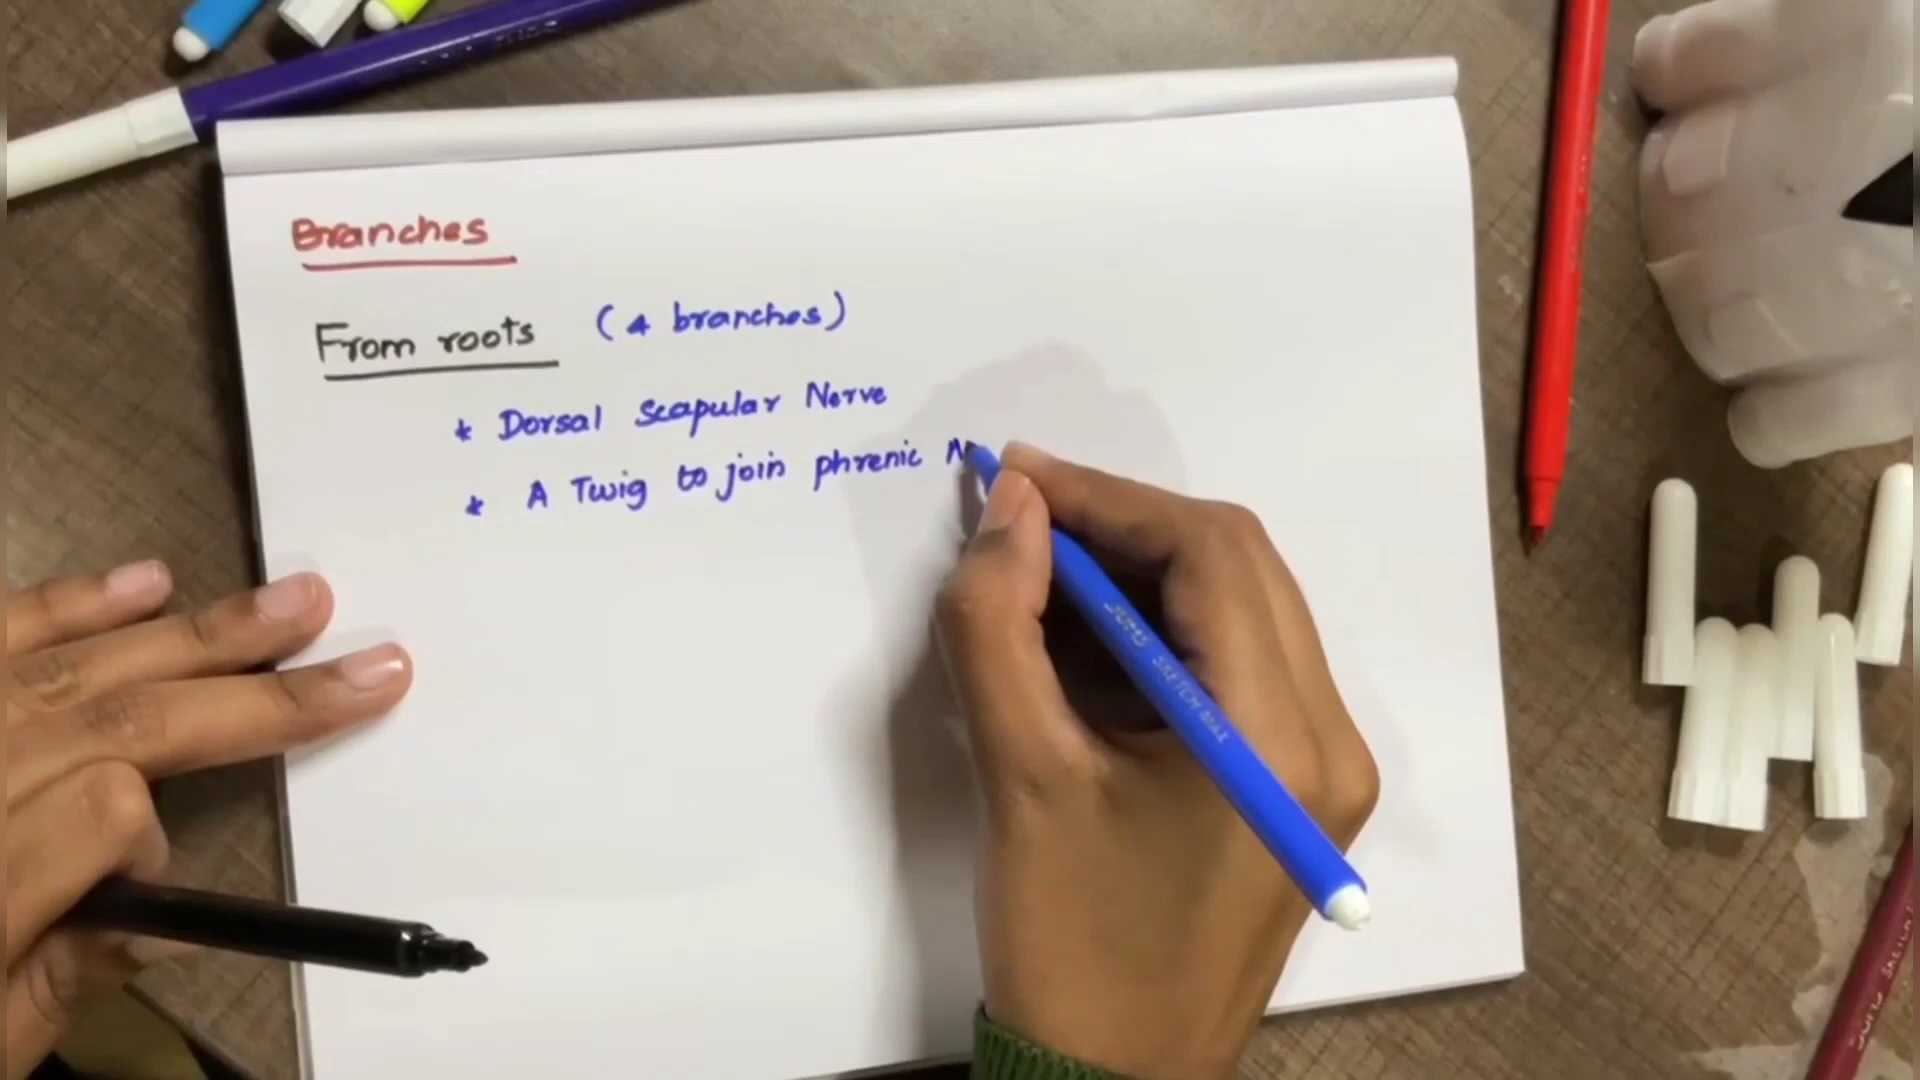 Branches
From roots (4 branches)
* Dorsal Scapular Nerve
* A Twig to join phrenic N